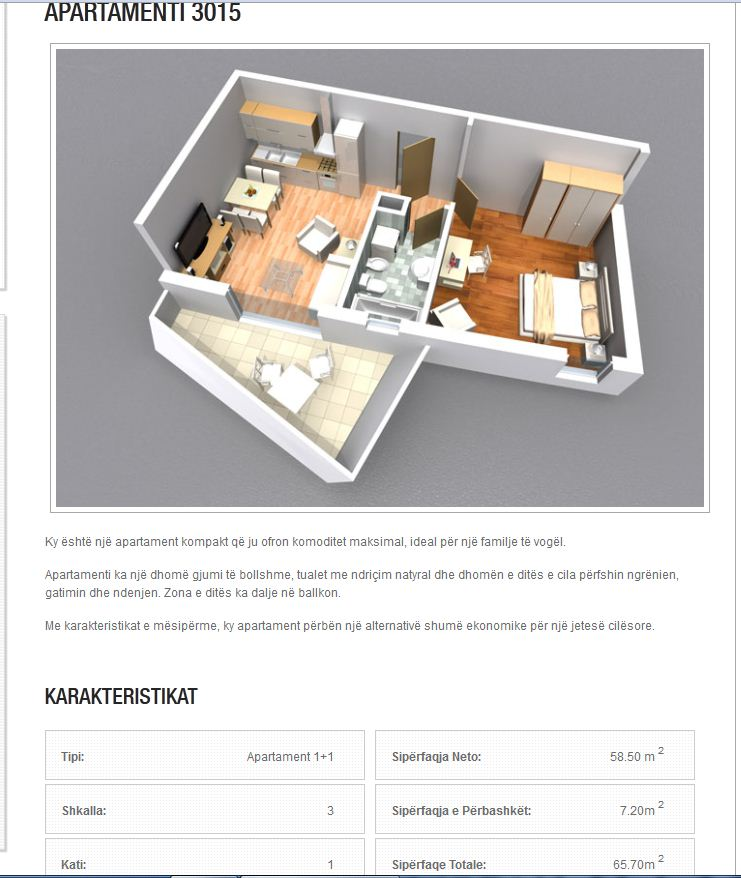 APARTAMENTI 3015
Ky është një apartament kompakt që ju ofron komoditet maksimal, ideal për një familje të vogël.
Apartamenti ka një dhomë gjumi të bollshme, tualet me ndriçim natyral dhe dhomën e ditës e cila përfshin ngrënien,
gatimin dhe ndenjen. Zona e ditës ka dalje në ballkon.
Me karakteristikat e mësipërme, ky apartament përbën një alternativë shumë ekonomike për një jetesë cilësore.
KARAKTERISTIKAT
Tipi: Apartament 1+1
Sipërfaqja Neto: 58.50 m 2
Shkalla: 3
Sipërfaqja e Përbashkët: 7.20m 2
Kati: 1
Sipërfaqe Totale: 65.70m 2